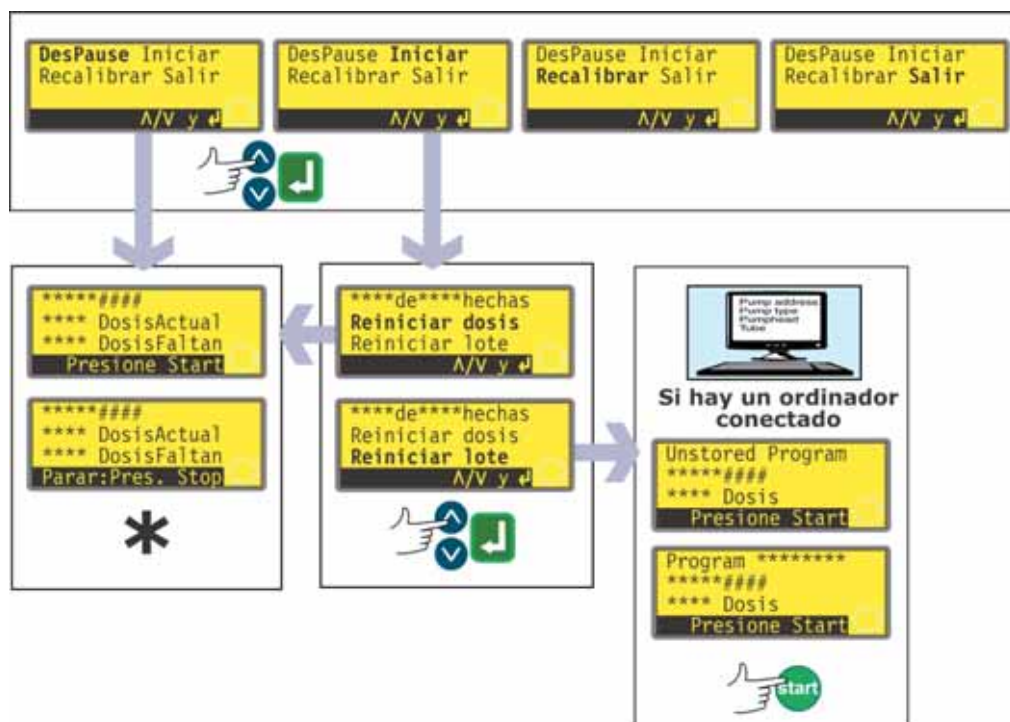 DesPause Iniciar
Recalibrar Salir
Λ/V y ↲
DesPause Iniciar
Recalibrar Salir
Λ/V y ↲
DesPause Iniciar
Recalibrar Salir
Λ/V y ↲
DesPause Iniciar
Recalibrar Salir
Λ/V y ↲
*****####
**** DosisActual
**** DosisFaltan
Presione Start
*****####
**** DosisActual
**** DosisFaltan
Parar:Pres. Stop
*
****de****hechas
Reiniciar dosis
Reiniciar lote
Λ/V y ↲
****de****hechas
Reiniciar dosis
Reiniciar lote
Λ/V y ↲
Pump address
Pump type
Pumphead
Tube
Si hay un ordinador
conectado
Unstored Program
*****####
**** Dosis
Presione Start
Program ********
*****####
**** Dosis
Presione Start
start